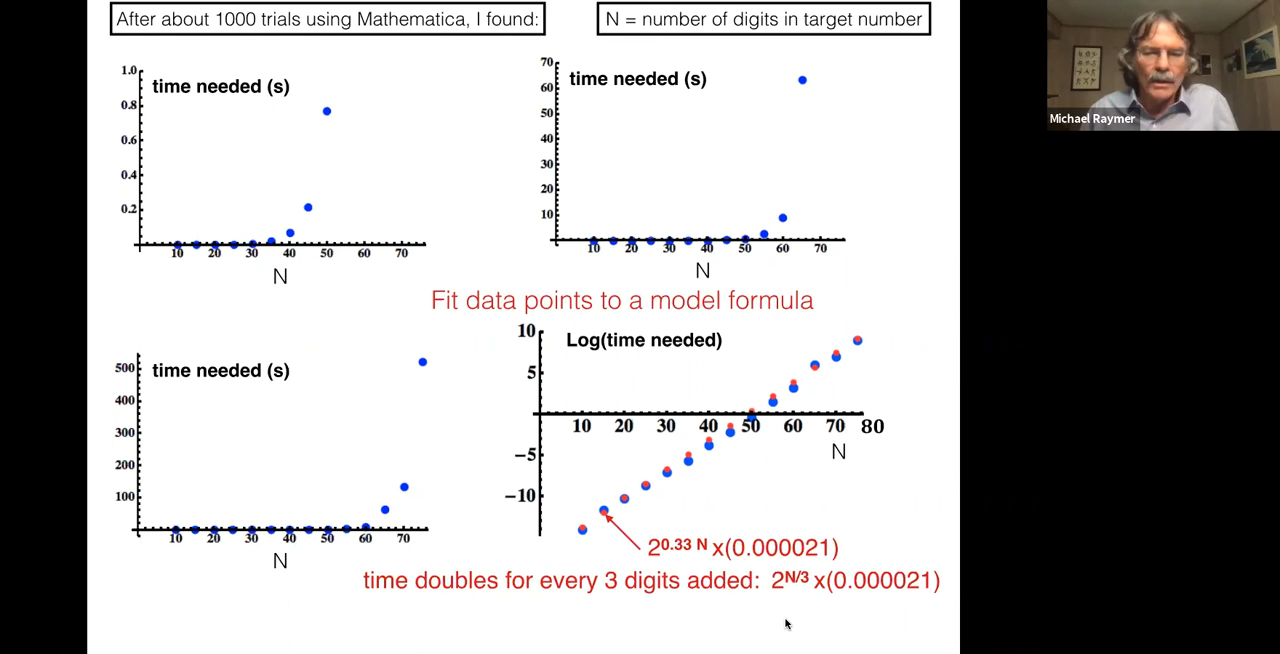 After about 1000 trials using Mathematica, I found:
N = number of digits in target number
Michael Raymer
time needed (s)
1.0
0.8
0.6
0.4
0.2
10 20 30 40 50 60 70
N
time needed (s)
70
60
50
40
30
20
10
10 20 30 40 50 60 70
N
Fit data points to a model formula
time needed (s)
500
400
300
200
100
10 20 30 40 50 60 70
N
Log(time needed)
10
5
10 20 30 40 50 60 70 80
N
−5
−10
2^0.33 N x(0.000021)
time doubles for every 3 digits added: 2^N/3 x(0.000021)